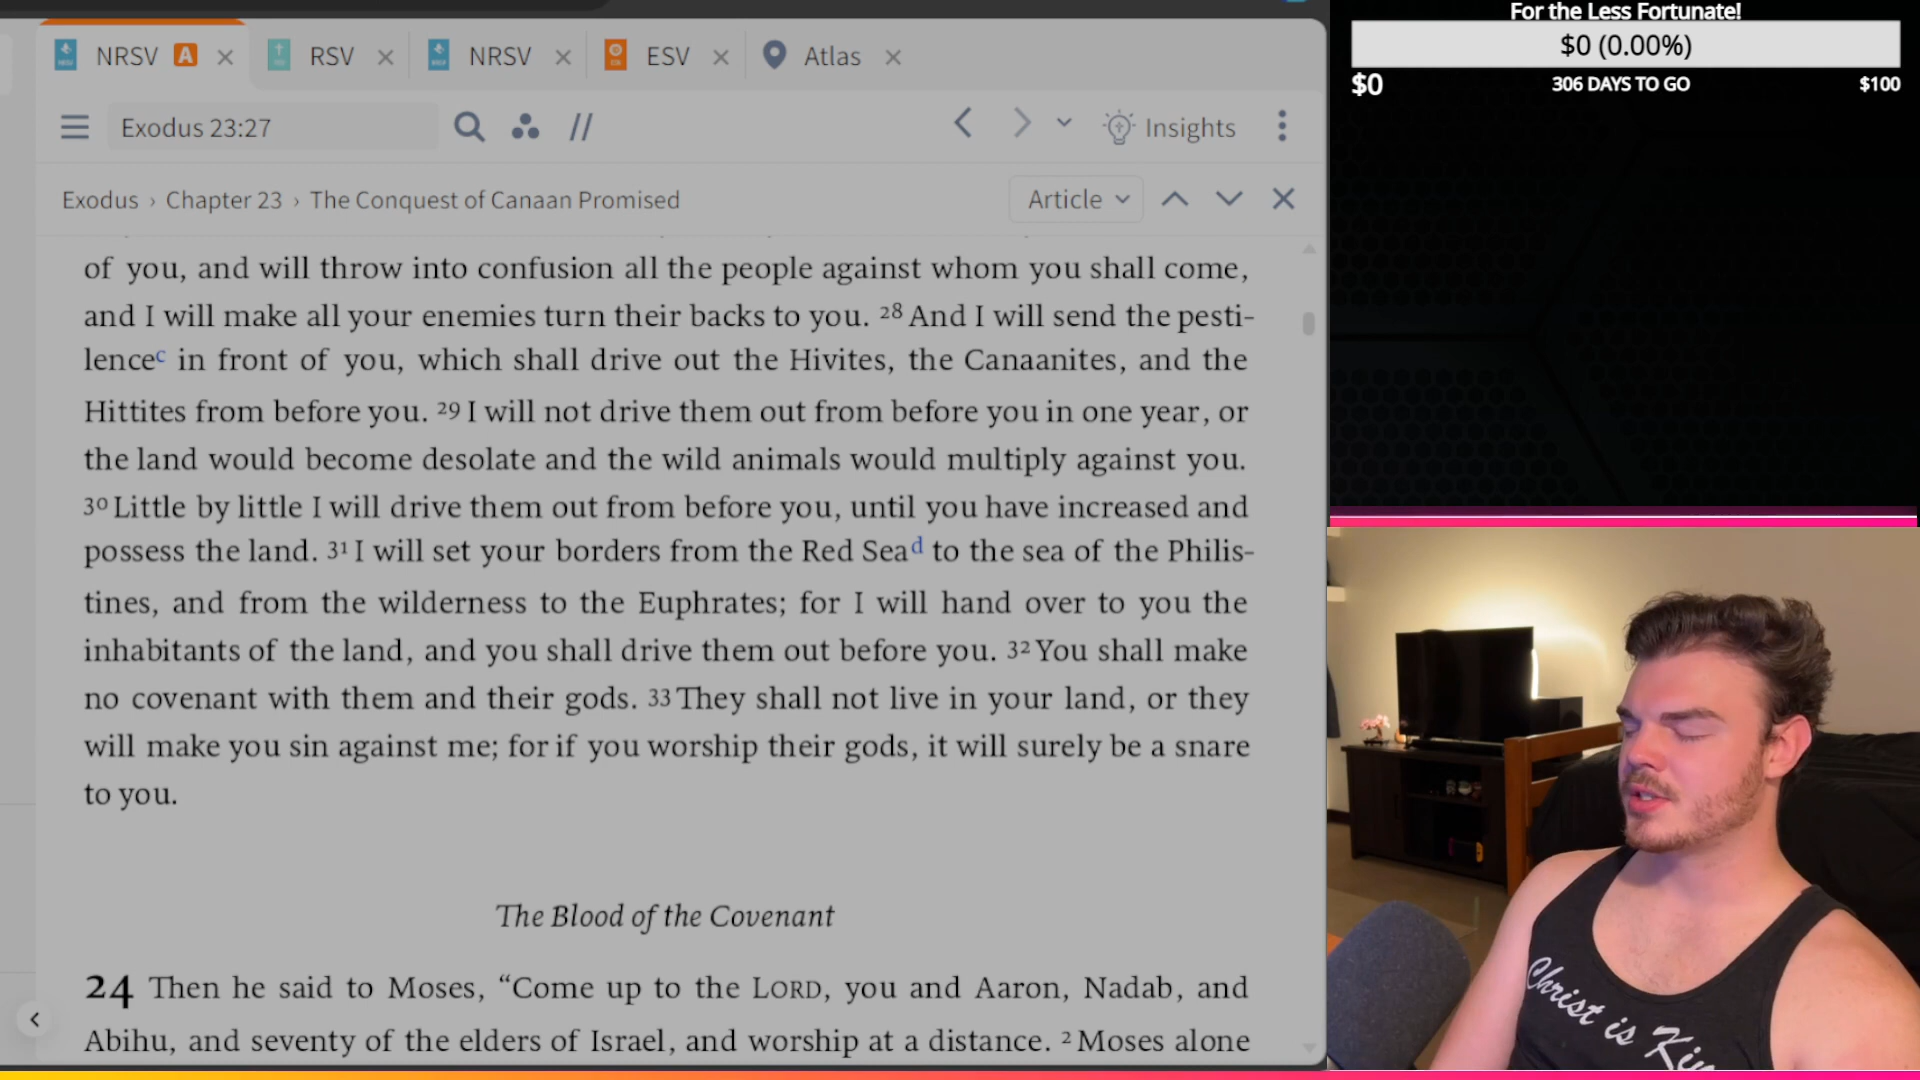 NRSV A
RSV
NRSV
ESV
Atlas
Exodus 23:27
Insights
Exodus › Chapter 23 › The Conquest of Canaan Promised
Article
of you, and will throw into confusion all the people against whom you shall come,
and I will make all your enemies turn their backs to you. 28 And I will send the pesti-
lencec in front of you, which shall drive out the Hivites, the Canaanites, and the
Hittites from before you. 29 I will not drive them out from before you in one year, or
the land would become desolate and the wild animals would multiply against you.
30 Little by little I will drive them out from before you, until you have increased and
possess the land. 31 I will set your borders from the Red Sead to the sea of the Philis-
tines, and from the wilderness to the Euphrates; for I will hand over to you the
inhabitants of the land, and you shall drive them out before you. 32 You shall make
no covenant with them and their gods. 33 They shall not live in your land, or they
will make you sin against me; for if you worship their gods, it will surely be a snare
to you.
The Blood of the Covenant
24 Then he said to Moses, “Come up to the LORD, you and Aaron, Nadab, and
Abihu, and seventy of the elders of Israel, and worship at a distance. 2 Moses alone
For the Less Fortunate!
$0 (0.00%)
$0
306 DAYS TO GO
$100
Christ is King